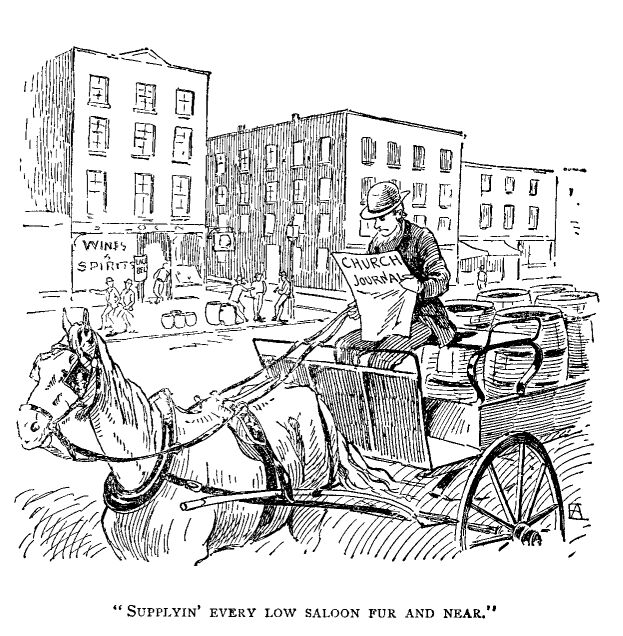 WINES
&
SPIRITS
CHURCH
JOURNAL
"SUPPLYIN' EVERY LOW SALOON FUR AND NEAR."